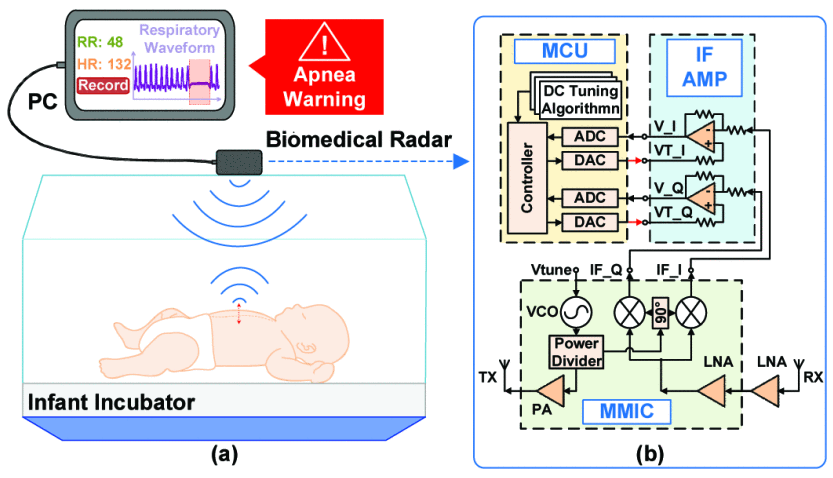 RR: 48
HR: 132
Record
Respiratory
Waveform
PC
Apnea
Warning
Biomedical Radar
Infant Incubator
(a)
MCU
IF
AMP
DC Tuning
Algorithmn
Controller
ADC
DAC
ADC
DAC
V_I
VT_I
V_Q
VT_Q
Vtune
IF_Q
IF_I
VCO
90°
Power
Divider
TX
PA
LNA
LNA
RX
MMIC
(b)